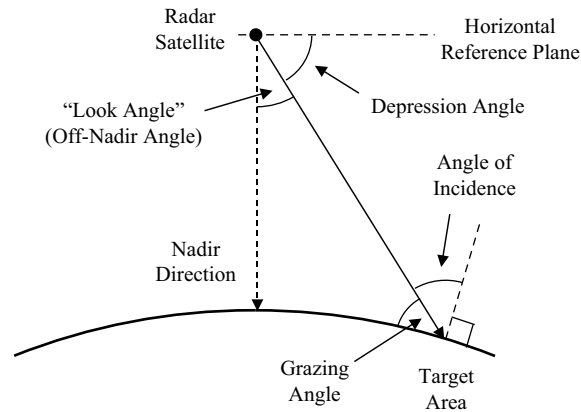 Radar
Satellite
Horizontal
Reference Plane
“Look Angle”
(Off-Nadir Angle)
Depression Angle
Angle of
Incidence
Nadir
Direction
Grazing
Angle
Target
Area